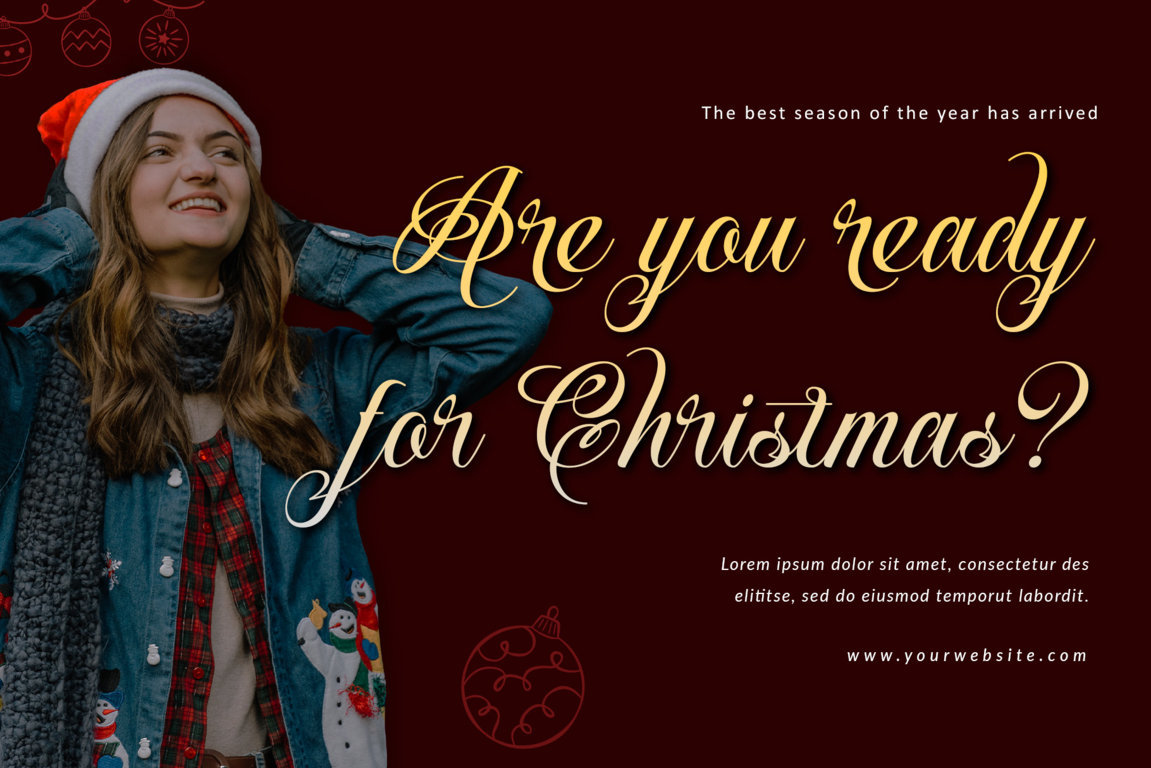 The best season of the year has arrived
Are you ready
for Christmas?
Lorem ipsum dolor sit amet, consectetur des
elititse, sed do eiusmod temporut labordit.
www.yourwebsite.com